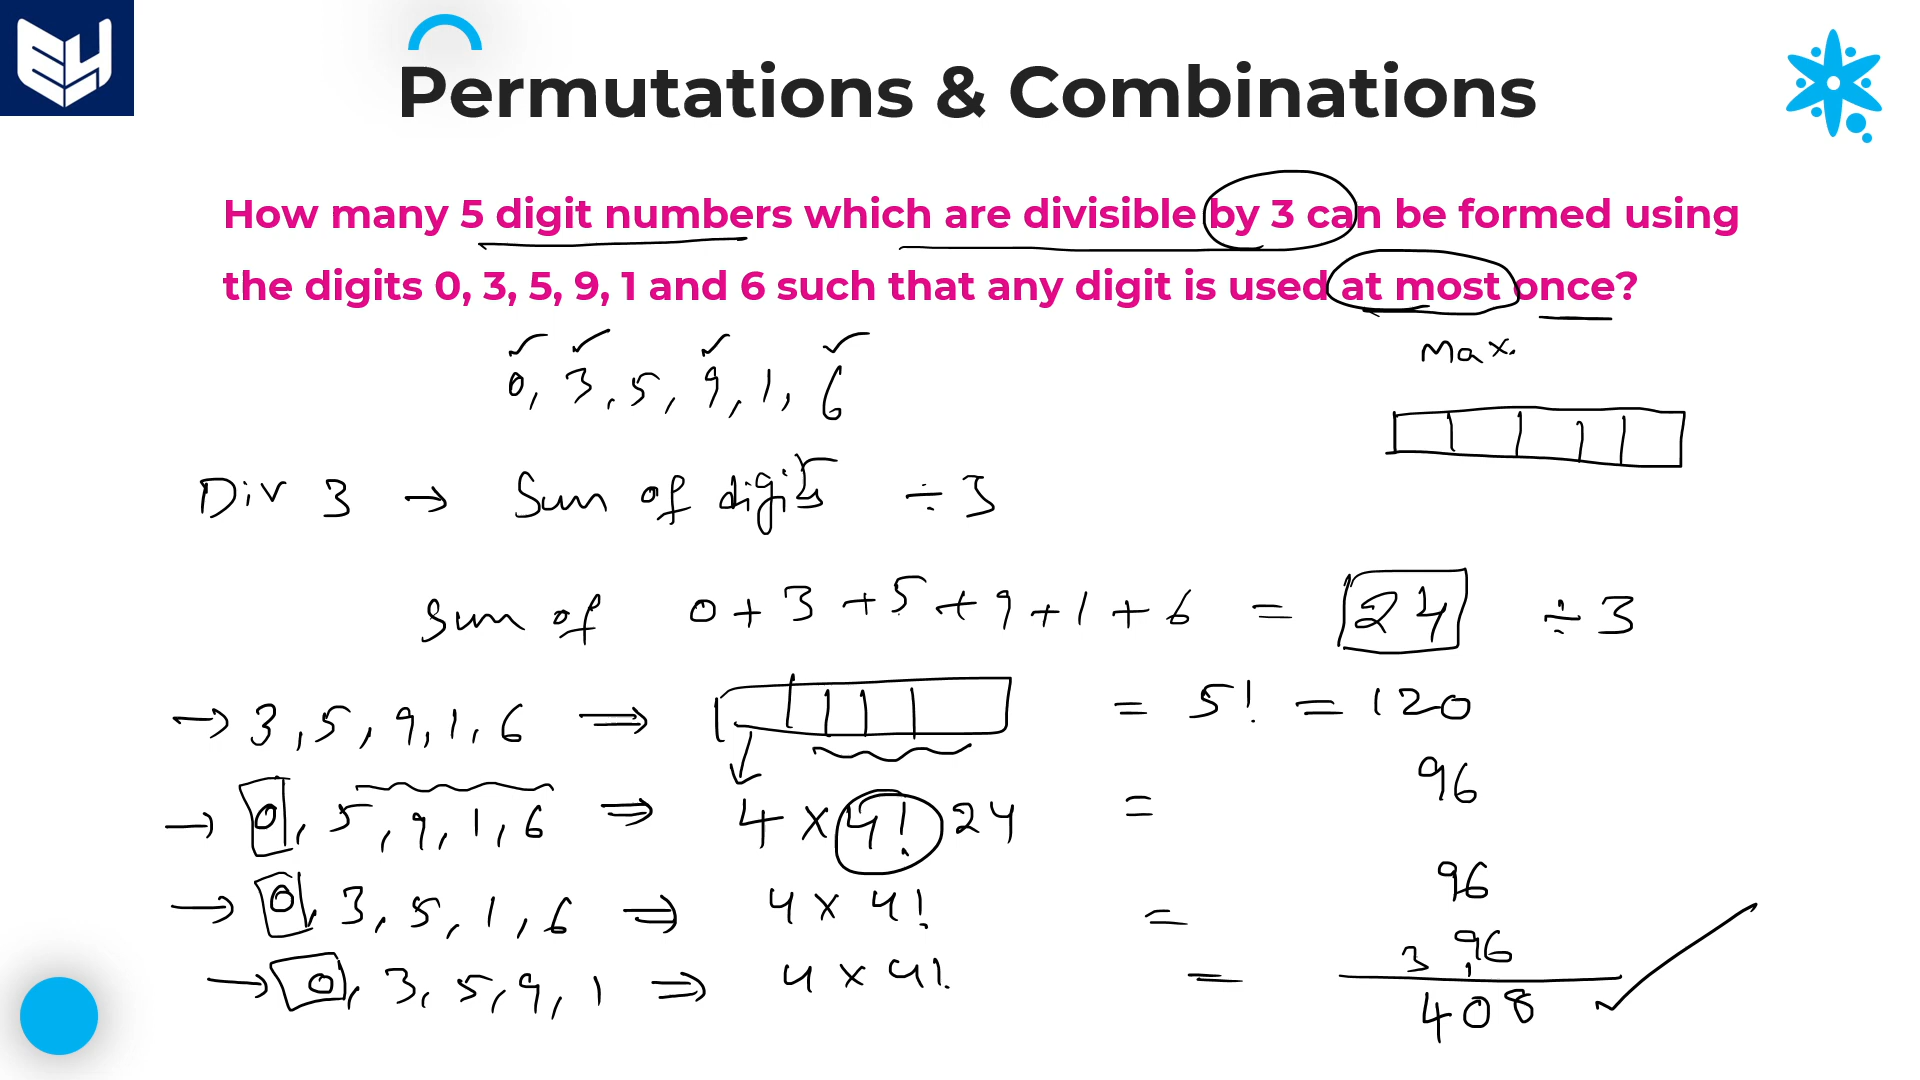 Permutations & Combinations
How many 5 digit numbers which are divisible by 3 can be formed using
the digits 0, 3, 5, 9, 1 and 6 such that any digit is used at most once?
Max.
0, 3, 5, 9, 1, 6
Div 3 → Sum of digits ÷ 3
Sum of 0 + 3 + 5 + 9 + 1 + 6 = 24 ÷ 3
→ 3, 5, 9, 1, 6 ⇒ = 5! = 120
→ 0, 5, 9, 1, 6 ⇒ 4 × 4! 24 = 96
→ 0, 3, 5, 1, 6 ⇒ 4 × 4! = 96
→ 0, 3, 5, 9, 1 ⇒ 4 × 4! = 3 96
408